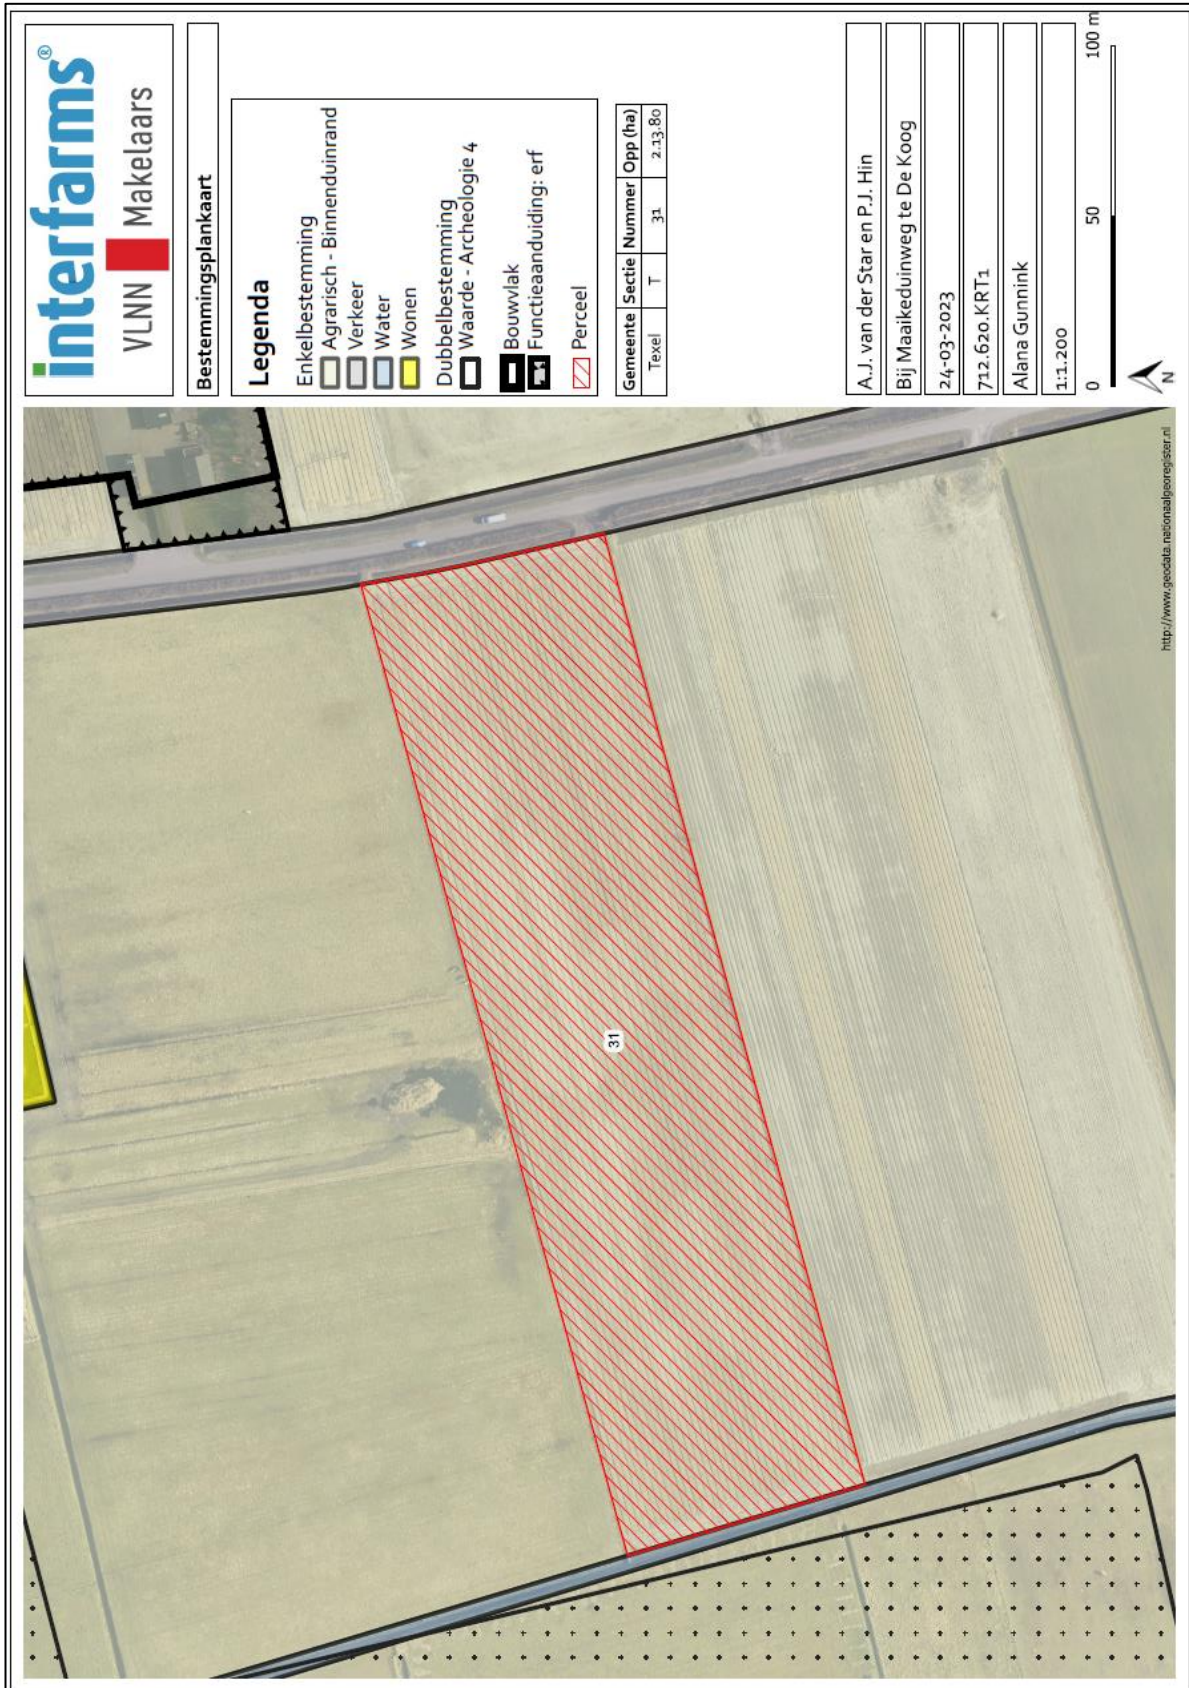 interfarms®
VLNN Makelaars
Bestemmingsplankaart
Legenda
Enkelbestemming
Agrarisch - Binnenduinrand
Verkeer
Water
Wonen
Dubbelbestemming
Waarde - Archeologie 4
Bouwvlak
Functieaanduiding: erf
Perceel
Gemeente Sectie Nummer Opp (ha)
Texel T 31 2.13.80
A.J. van der Star en P.J. Hin
Bij Maaikeduinweg te De Koog
24-03-2023
712.620.KRT1
Alana Gunnink
1:1.200
0 50 100 m
N
31
http://www.geodata.nationaalgeoregister.nl